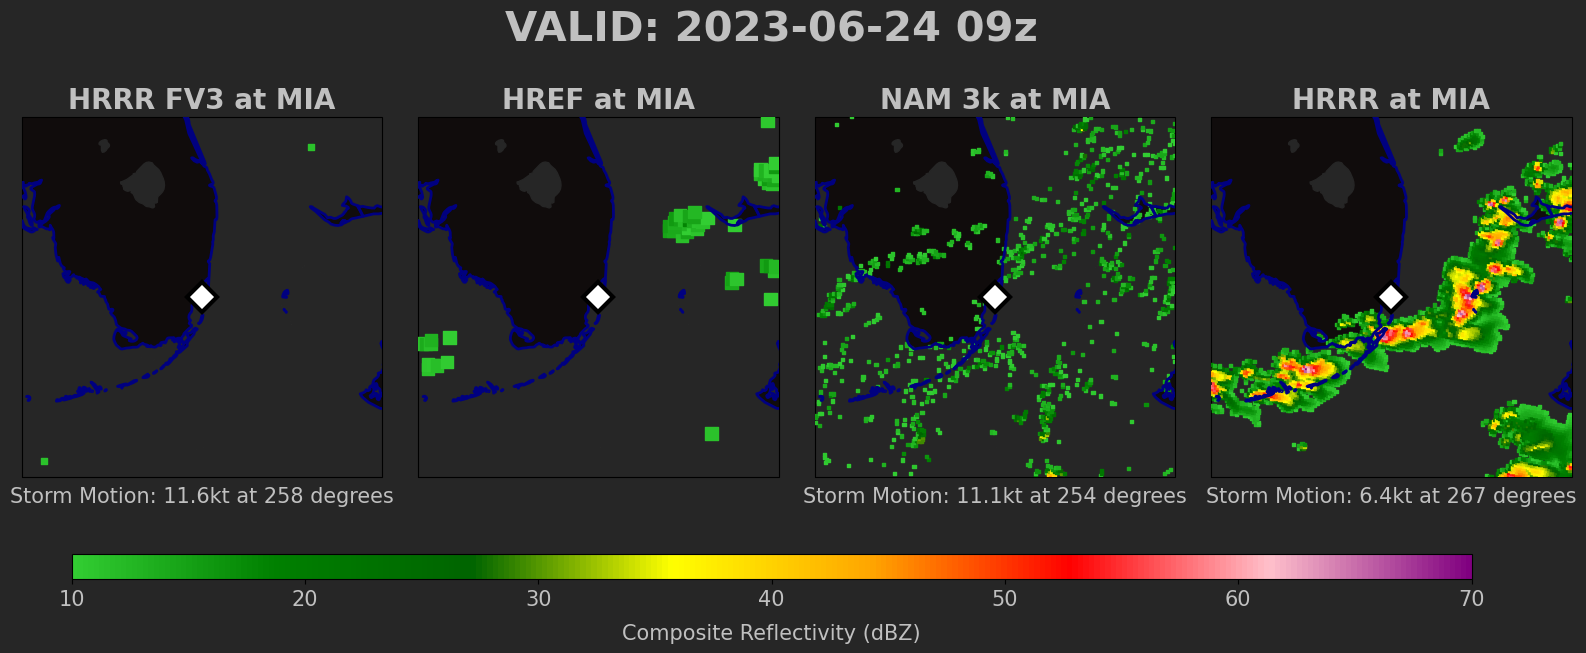 VALID: 2023-06-24 09z
HRRR FV3 at MIA
HREF at MIA
NAM 3k at MIA
HRRR at MIA
Storm Motion: 11.6kt at 258 degrees
Storm Motion: 11.1kt at 254 degrees
Storm Motion: 6.4kt at 267 degrees
10 20 30 40 50 60 70
Composite Reflectivity (dBZ)